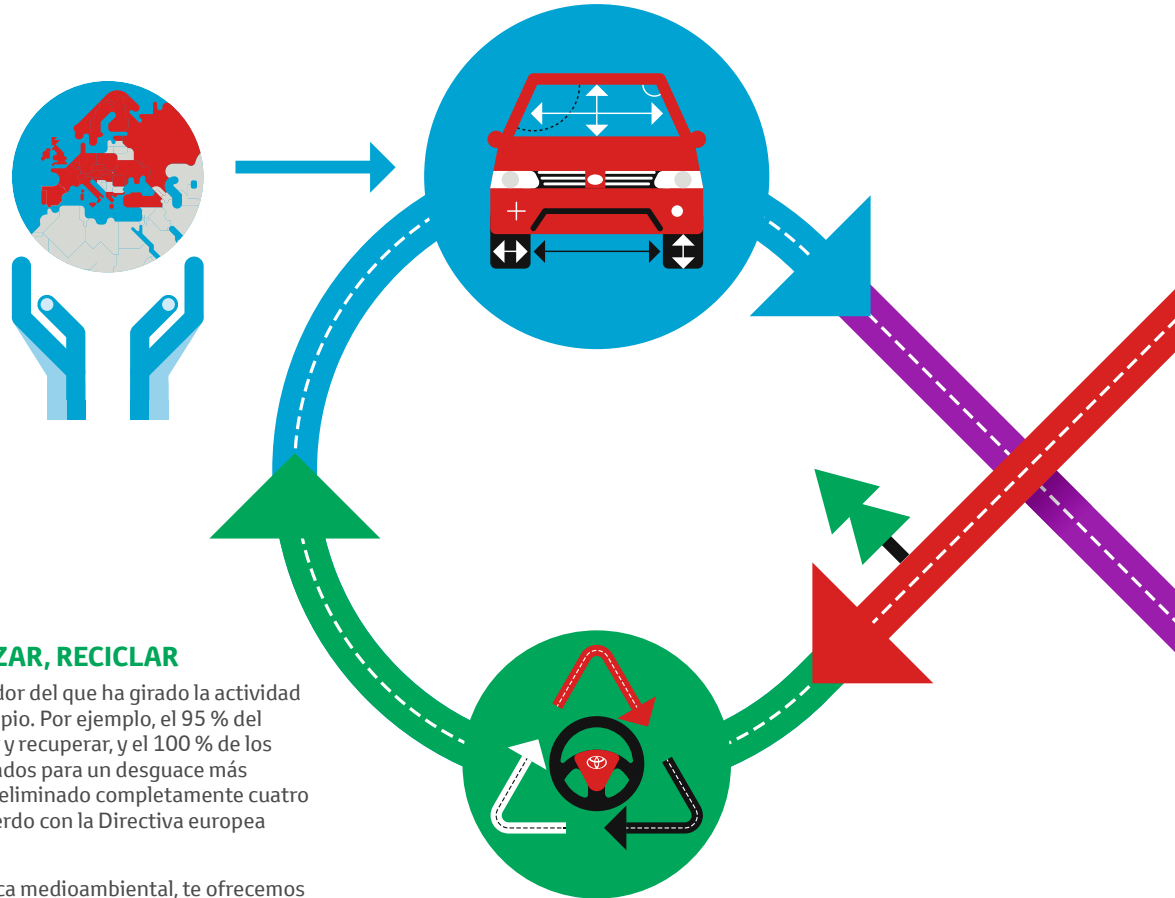 ZAR, RECICLAR
dor del que ha girado la actividad
pio. Por ejemplo, el 95 % del
y recuperar, y el 100 % de los
ados para un desguace más
eliminado completamente cuatro
erdo con la Directiva europea
ca medioambiental, te ofrecemos